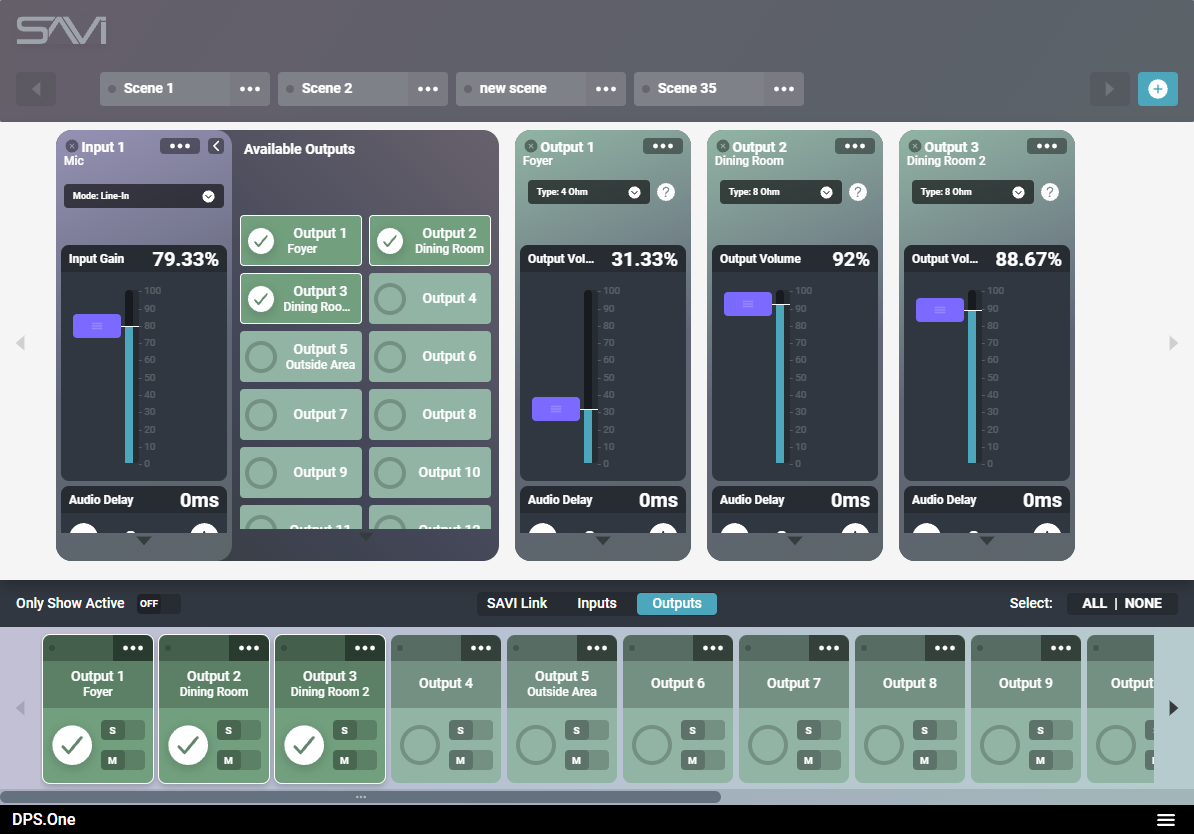 SAVI
Scene 1
Scene 2
new scene
Scene 35
Input 1
Mic
Mode: Line-In
Input Gain 79.33%
100
90
80
70
60
50
40
30
20
10
0
Audio Delay 0ms
Available Outputs
Output 1
Foyer
Output 2
Dining Room
Output 3
Dining Roo...
Output 4
Output 5
Outside Area
Output 6
Output 7
Output 8
Output 9
Output 10
Output 11
Output 12
Output 1
Foyer
Type: 4 Ohm
?
Output Vol... 31.33%
100
90
80
70
60
50
40
30
20
10
0
Audio Delay 0ms
Output 2
Dining Room
Type: 8 Ohm
?
Output Volume 92%
100
90
80
70
60
50
40
30
20
10
0
Audio Delay 0ms
Output 3
Dining Room 2
Type: 8 Ohm
?
Output Vol... 88.67%
100
90
80
70
60
50
40
30
20
10
0
Audio Delay 0ms
Only Show Active OFF
SAVI Link
Inputs
Outputs
Select: ALL | NONE
Output 1
Foyer
S
M
Output 2
Dining Room
S
M
Output 3
Dining Room 2
S
M
Output 4
S
M
Output 5
Outside Area
S
M
Output 6
S
M
Output 7
S
M
Output 8
S
M
Output 9
S
M
Output
DPS.One